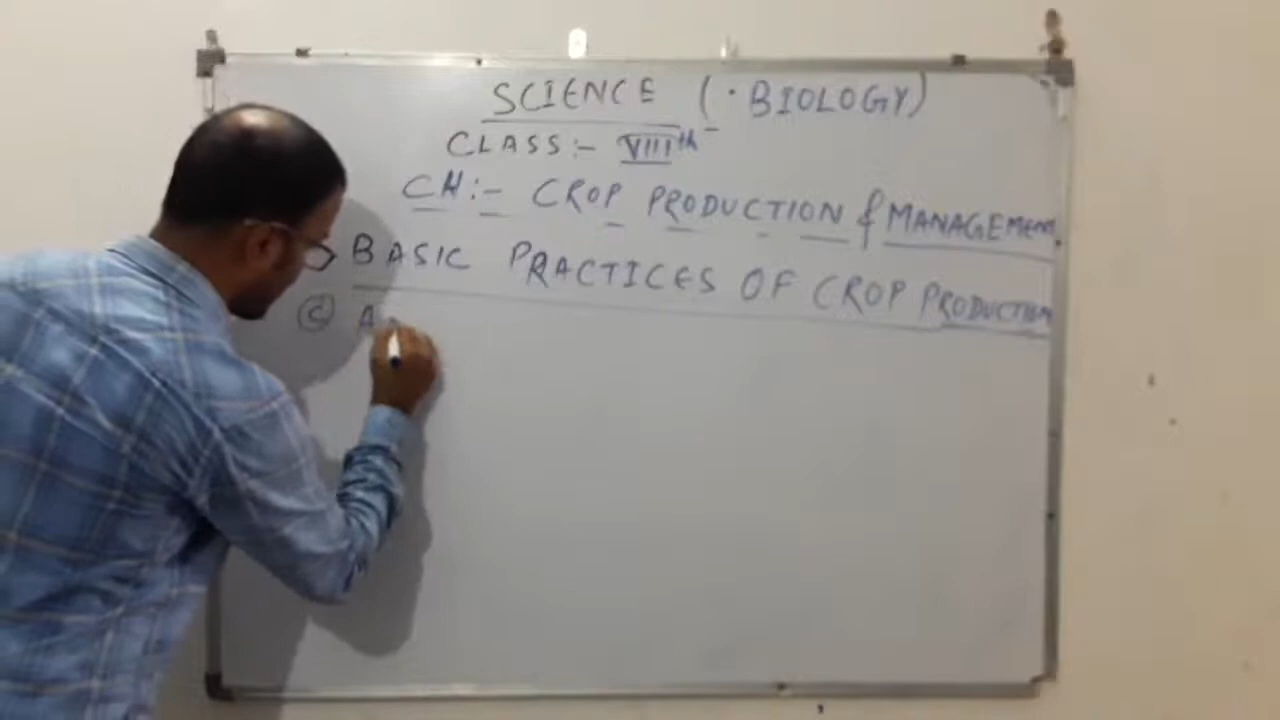 SCIENCE (· BIOLOGY)
CLASS:- VIIIth
CH:- CROP PRODUCTION & MANAGEMENT
BASIC PRACTICES OF CROP PRODUCTION
(C) A